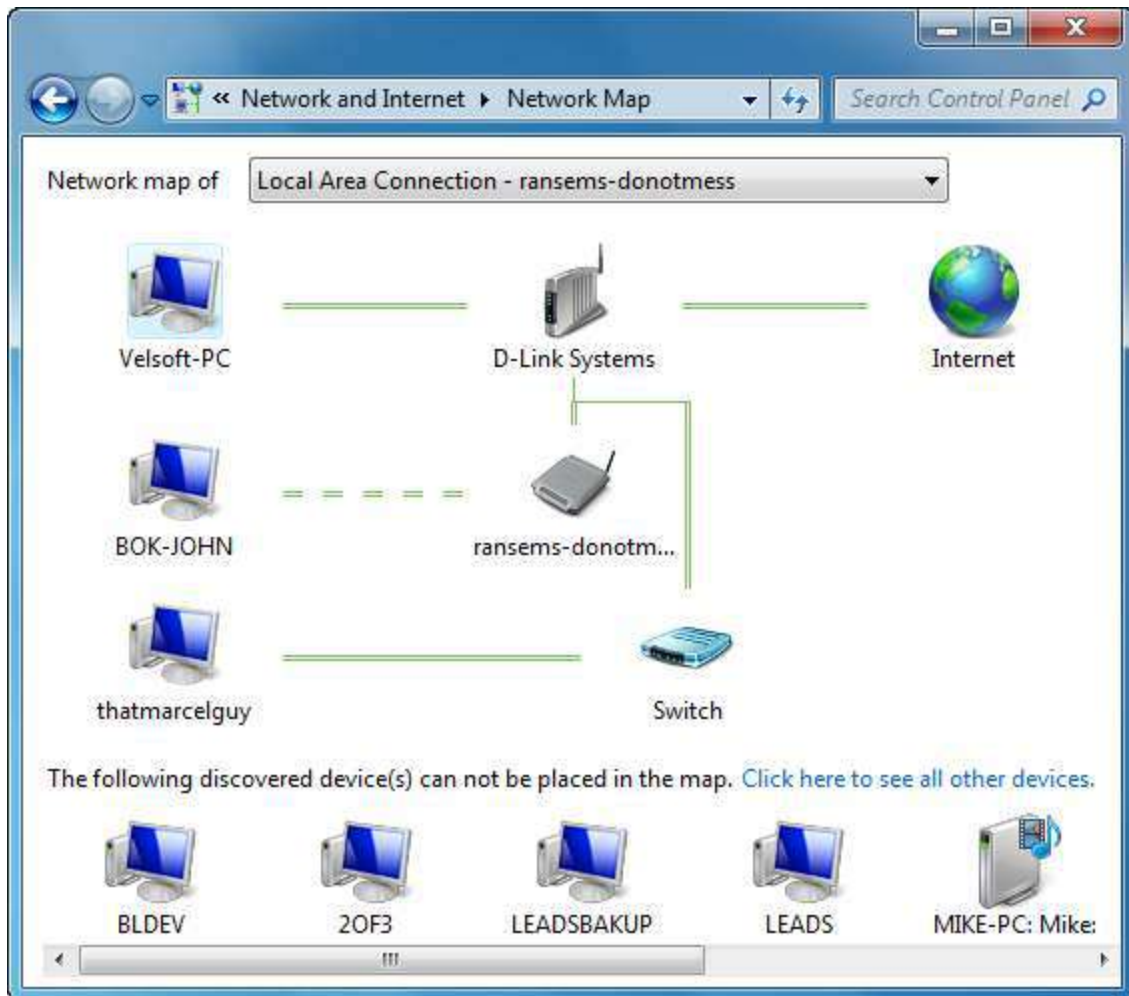 « Network and Internet ▸ Network Map
Search Control Panel
Network map of Local Area Connection - ransems-donotmess
Velsoft-PC D-Link Systems Internet
BOK-JOHN ransems-donotm...
thatmarcelguy Switch
The following discovered device(s) can not be placed in the map. Click here to see all other devices.
BLDEV 2OF3 LEADSBAKUP LEADS MIKE-PC: Mike: